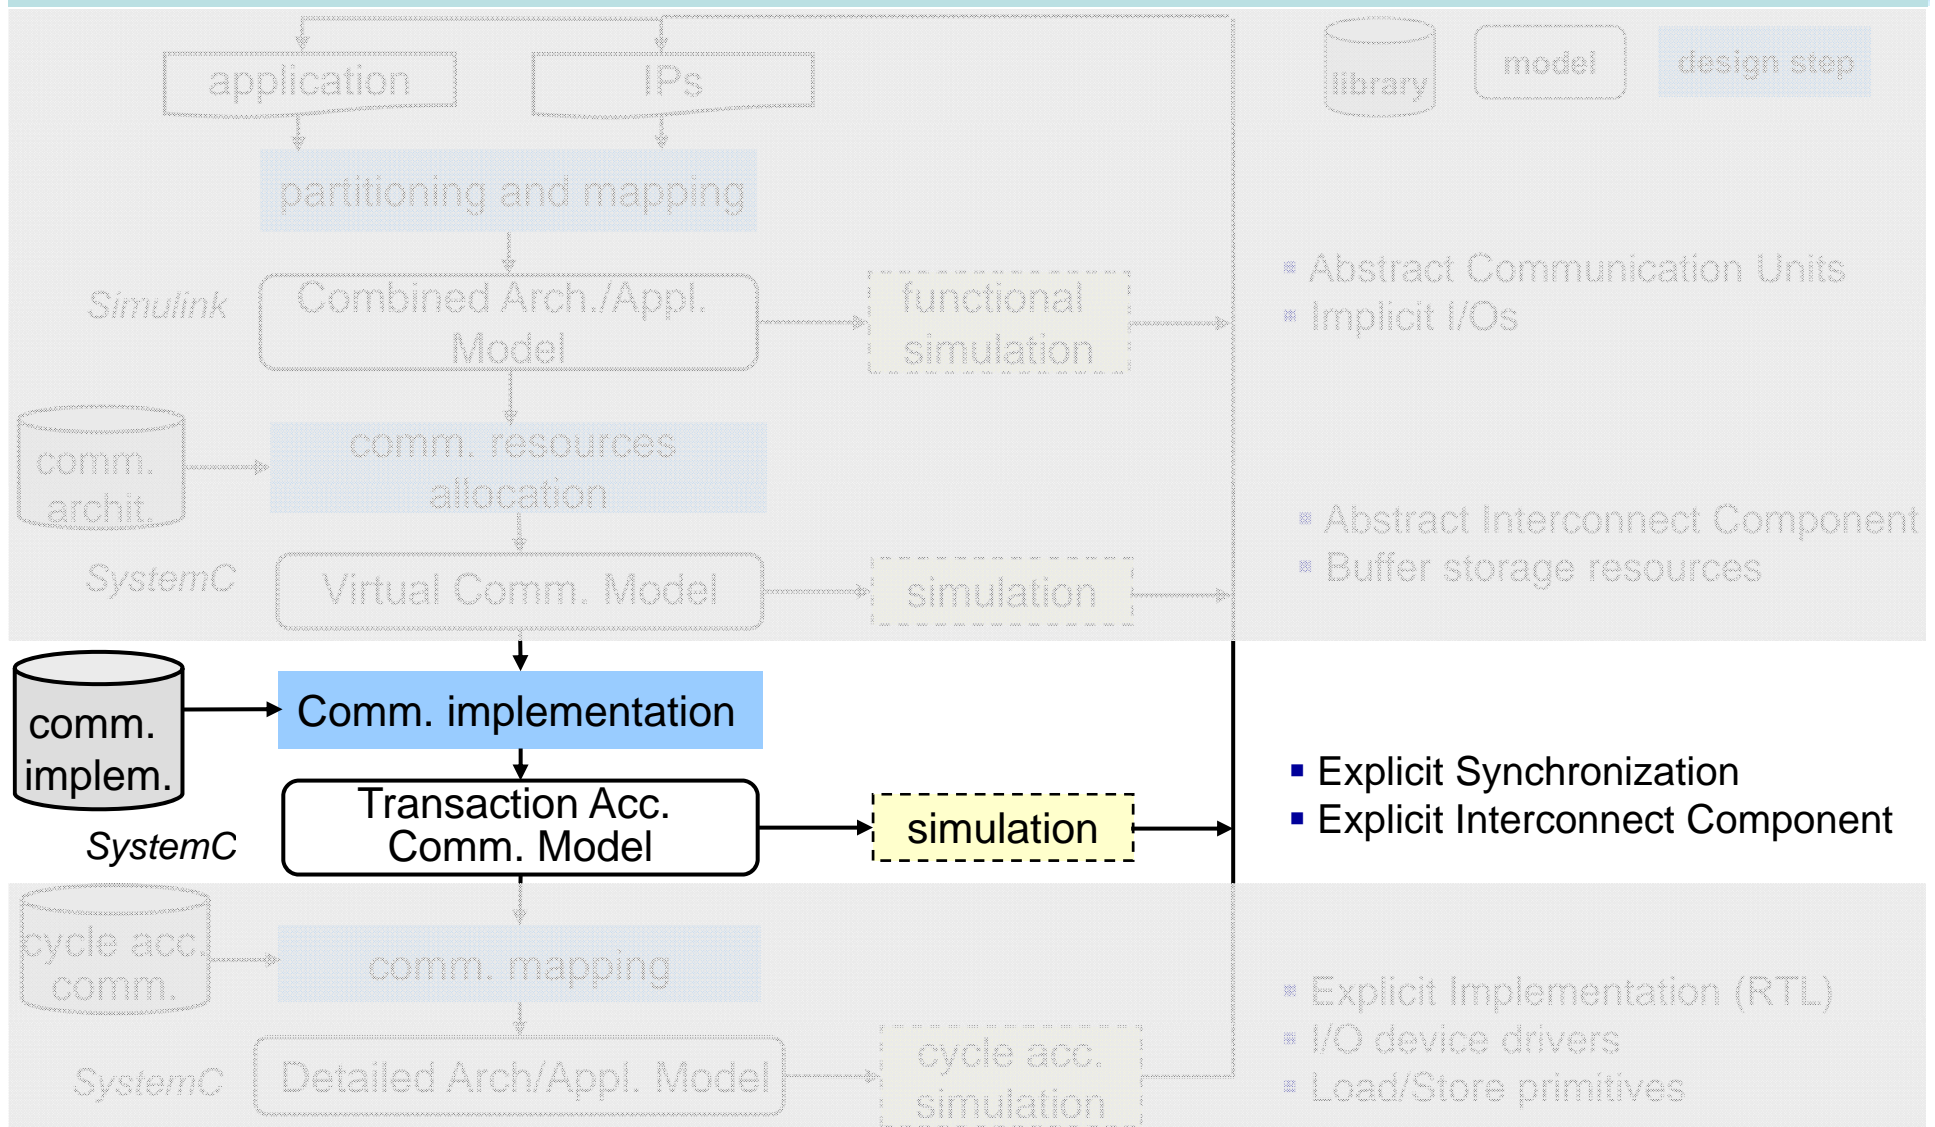 application
IPs
library
model
design step
partitioning and mapping
Simulink
Combined Arch./Appl.
Model
functional
simulation
▪ Abstract Communication Units
▪ Implicit I/Os
comm.
archit.
comm. resources
allocation
SystemC
Virtual Comm. Model
simulation
▪ Abstract Interconnect Component
▪ Buffer storage resources
comm.
implem.
Comm. implementation
SystemC
Transaction Acc.
Comm. Model
simulation
▪ Explicit Synchronization
▪ Explicit Interconnect Component
cycle acc.
comm.
comm. mapping
SystemC
Detailed Arch/Appl. Model
cycle acc.
simulation
▪ Explicit Implementation (RTL)
▪ I/O device drivers
▪ Load/Store primitives